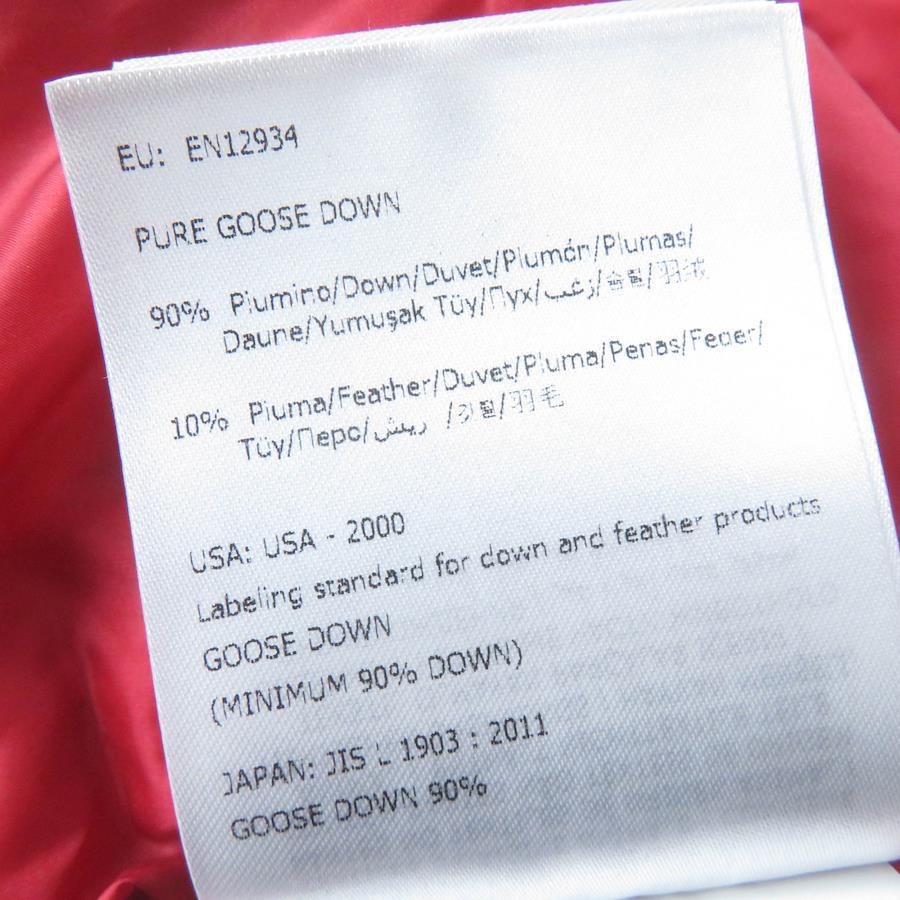 EU: EN12934
PURE GOOSE DOWN
90% Piumino/Down/Duvet/Plumón/Plumas/
Daune/Yumuşak Tüy/Пух/زغب/솜털/羽绒
10% Piuma/Feather/Duvet/Pluma/Penas/Feder/
Tüy/Перо/ريش /깃털/羽毛
USA: USA - 2000
Labeling standard for down and feather products
GOOSE DOWN
(MINIMUM 90% DOWN)
JAPAN: JIS L 1903 : 2011
GOOSE DOWN 90%